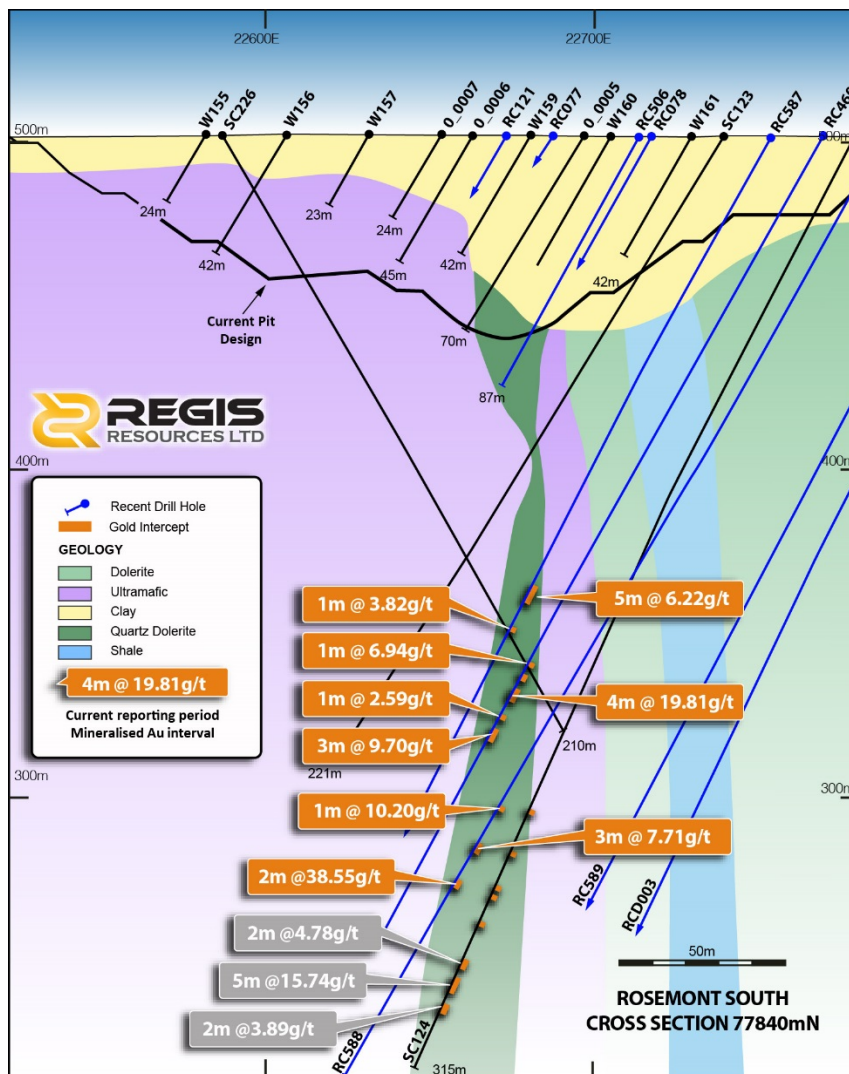 22600E
22700E
W155
SC226
W156
W157
0_0007
0_0006
RC121
W159
RC077
0_0005
W160
RC506
RC078
W161
SC123
RC587
500m
24m
42m
23m
24m
45m
42m
70m
87m
42m
Current Pit
Design
REGIS
RESOURCES LTD
400m
400m
Recent Drill Hole
Gold Intercept
GEOLOGY
Dolerite
Ultramafic
Clay
Quartz Dolerite
Shale
4m @ 19.81g/t
Current reporting period
Mineralised Au interval
1m @ 3.82g/t
5m @ 6.22g/t
1m @ 6.94g/t
1m @ 2.59g/t
4m @ 19.81g/t
3m @ 9.70g/t
210m
221m
300m
300m
1m @ 10.20g/t
3m @ 7.71g/t
2m @38.55g/t
RC589
RCD003
2m @4.78g/t
5m @15.74g/t
2m @3.89g/t
RC588
SC124
315m
50m
ROSEMONT SOUTH
CROSS SECTION 77840mN